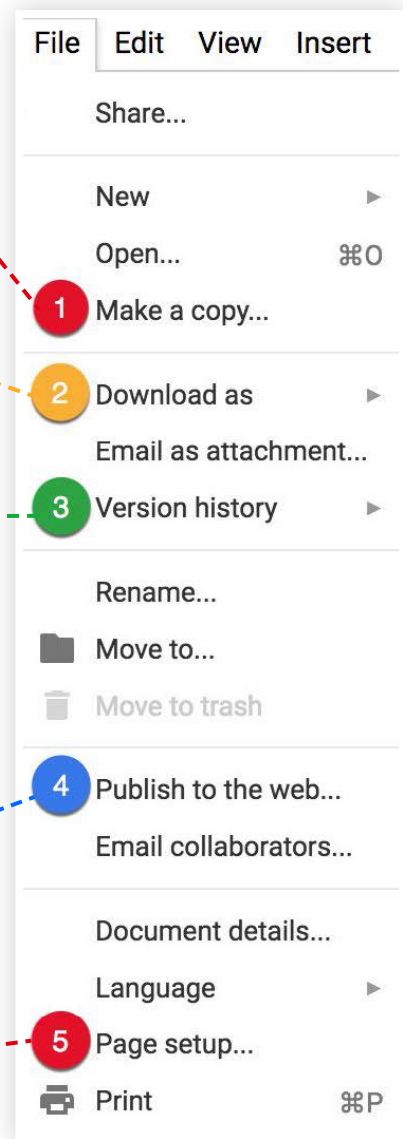 File Edit View Insert
Share...
New ►
Open... ⌘O
1 Make a copy...
2 Download as ►
Email as attachment...
3 Version history ►
Rename...
Move to...
Move to trash
4 Publish to the web...
Email collaborators...
Document details...
Language ►
5 Page setup...
Print ⌘P